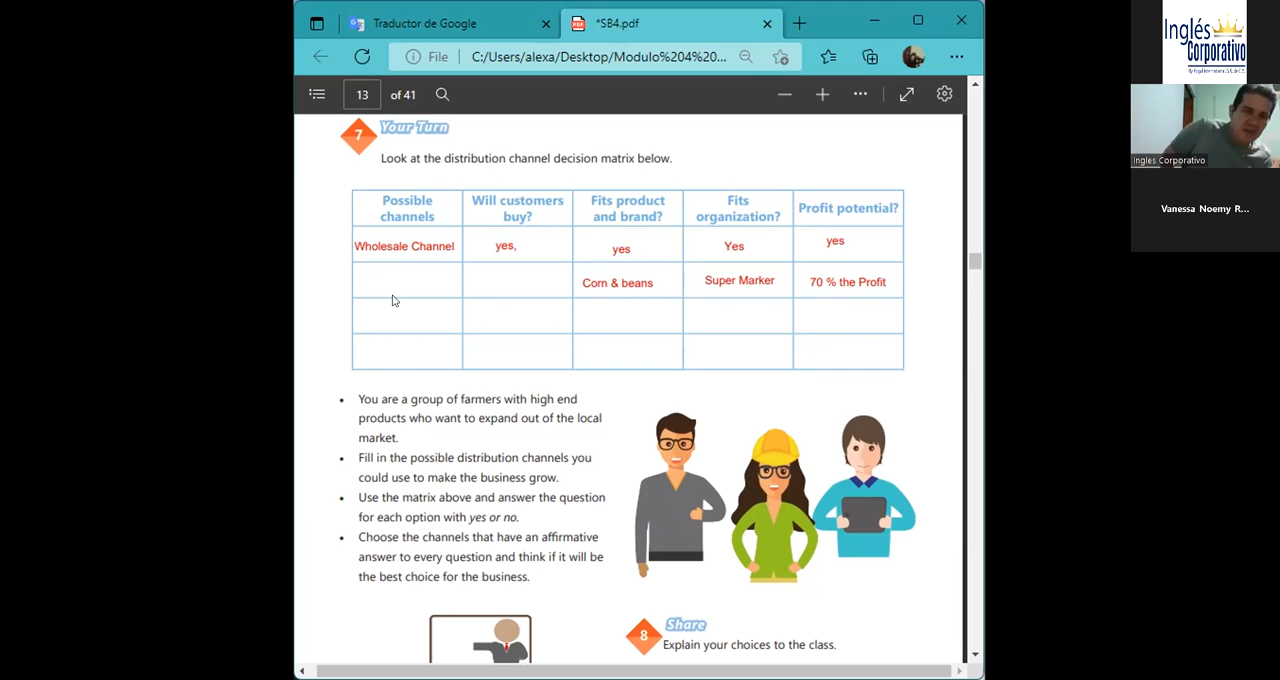 Traductor de Google
*SB4.pdf
File
C:/Users/alexa/Desktop/Modulo%204%20...
13 of 41
7 Your Turn
Look at the distribution channel decision matrix below.
Possible channels
Will customers buy?
Fits product and brand?
Fits organization?
Profit potential?
Wholesale Channel
yes,
yes
Yes
yes
Corn & beans
Super Marker
70 % the Profit
• You are a group of farmers with high end
products who want to expand out of the local
market.
• Fill in the possible distribution channels you
could use to make the business grow.
• Use the matrix above and answer the question
for each option with yes or no.
• Choose the channels that have an affirmative
answer to every question and think if it will be
the best choice for the business.
8 Share
Explain your choices to the class.
Inglés
Corporativo
Ingles Corporativo
Vanessa Noemy R...